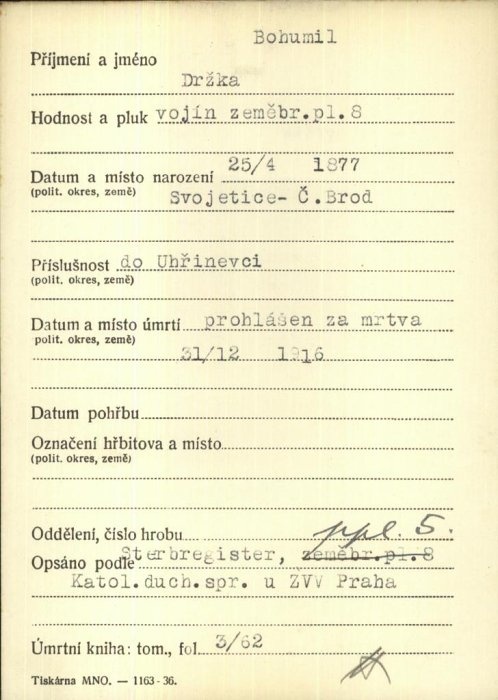 Bohumil
Příjmení a jméno
Držka
Hodnost a pluk vojín zeměbr.pl.8
Datum a místo narození 25/4 1877
(polit. okres, země) Svojetice- Č.Brod
Příslušnost do Uhřinevci
(polit. okres, země)
Datum a místo úmrtí prohlášen za mrtva
polit. okres, země)
31/12 1916
Datum pohřbu
Označení hřbitova a místo
(polit. okres, země)
Oddělení, číslo hrobu ppl. 5.
Opsáno podle Sterbregister, zeměbr.pl.8
Katol.duch.spr. u ZVV Praha
Úmrtní kniha: tom., fol. 3/62
Tiskárna MNO. — 1163-36.